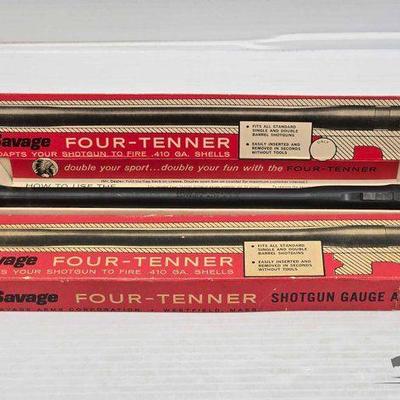 Savage FOUR-TENNER
ADAPTS YOUR SHOTGUN TO FIRE .410 GA. SHELLS
● FITS ALL STANDARD SINGLE AND DOUBLE BARREL SHOTGUNS
● EASILY INSERTED AND REMOVED IN SECONDS WITHOUT TOOLS
double your sport...double your fun with the FOUR-TENNER
HOW TO USE THE
Savage FOUR-TENNER
ADAPTS YOUR SHOTGUN TO FIRE .410 GA. SHELLS
● FITS ALL STANDARD SINGLE AND DOUBLE BARREL SHOTGUNS
● EASILY INSERTED AND REMOVED IN SECONDS WITHOUT TOOLS
Savage FOUR-TENNER SHOTGUN GAUGE A
SAVAGE ARMS CORPORATION • WESTFIELD, MASS.